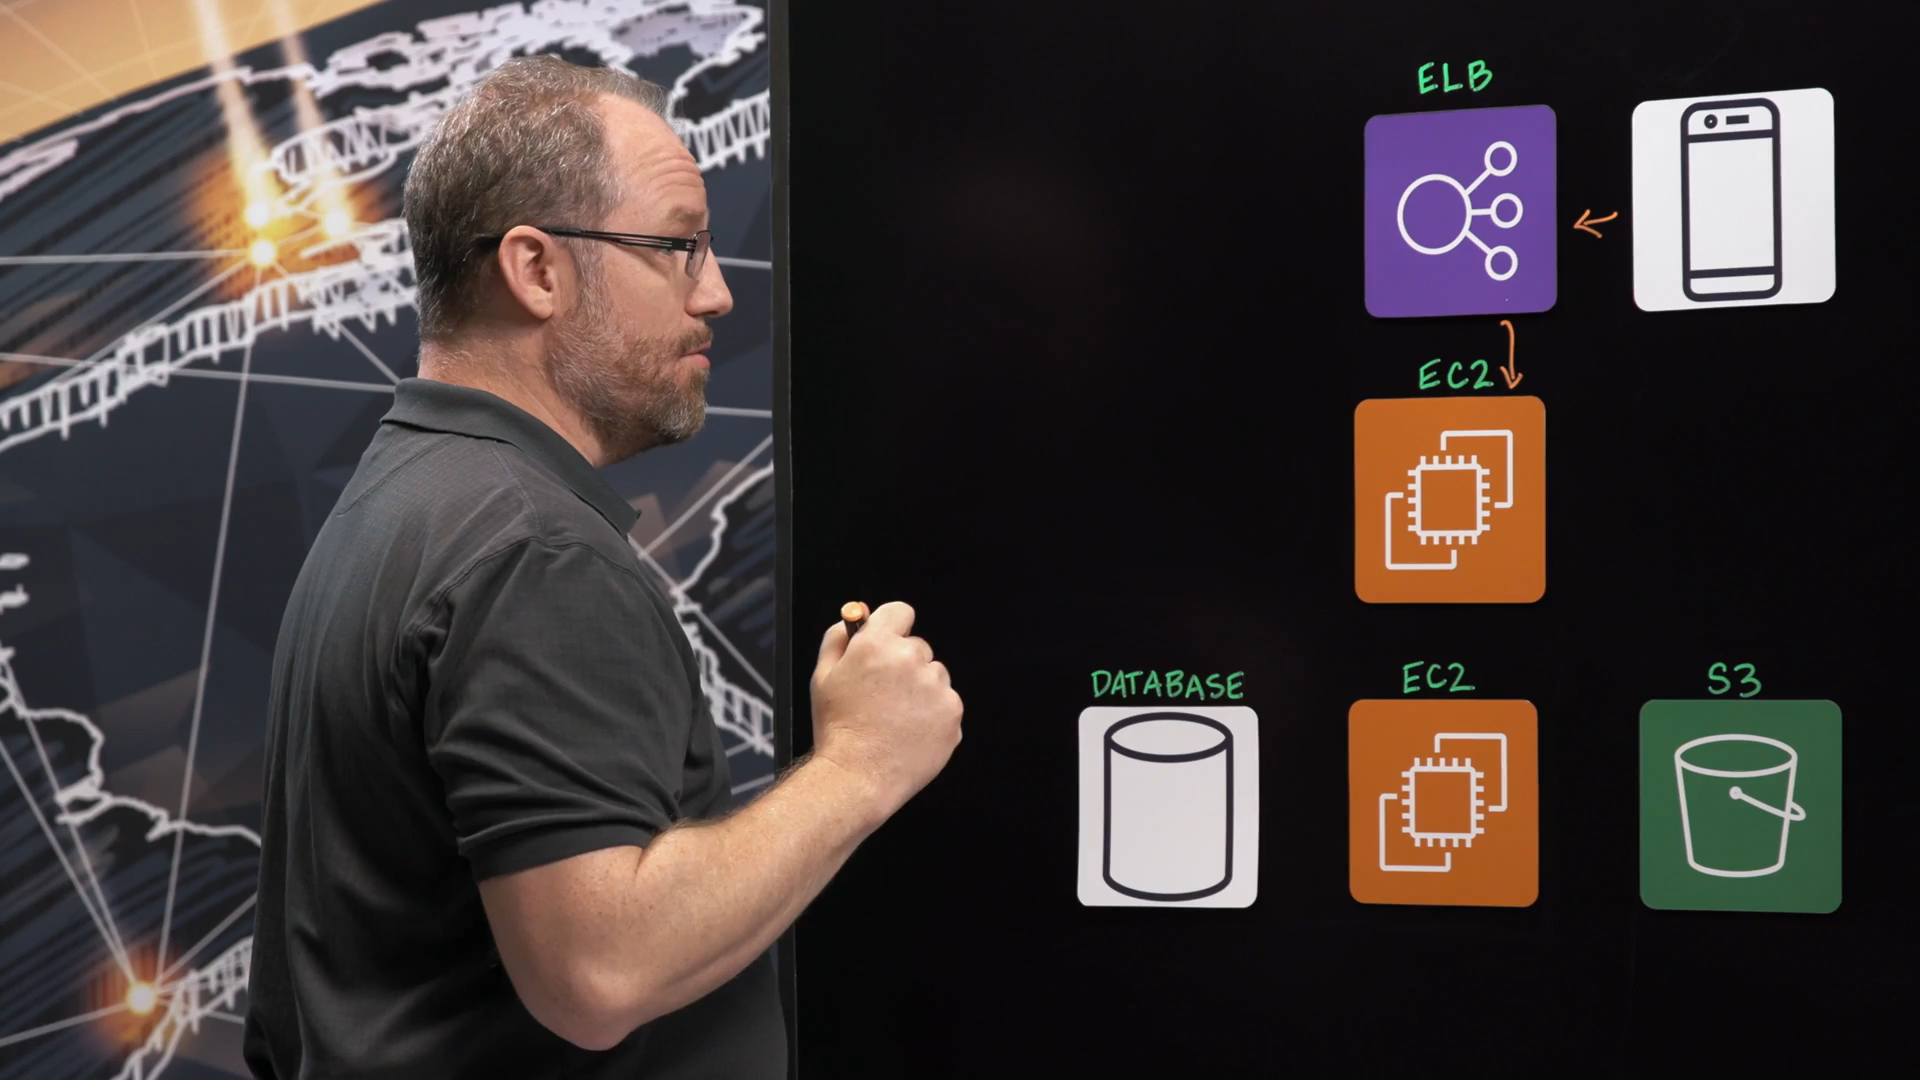 ELB
EC2
DATABASE
EC2
S3